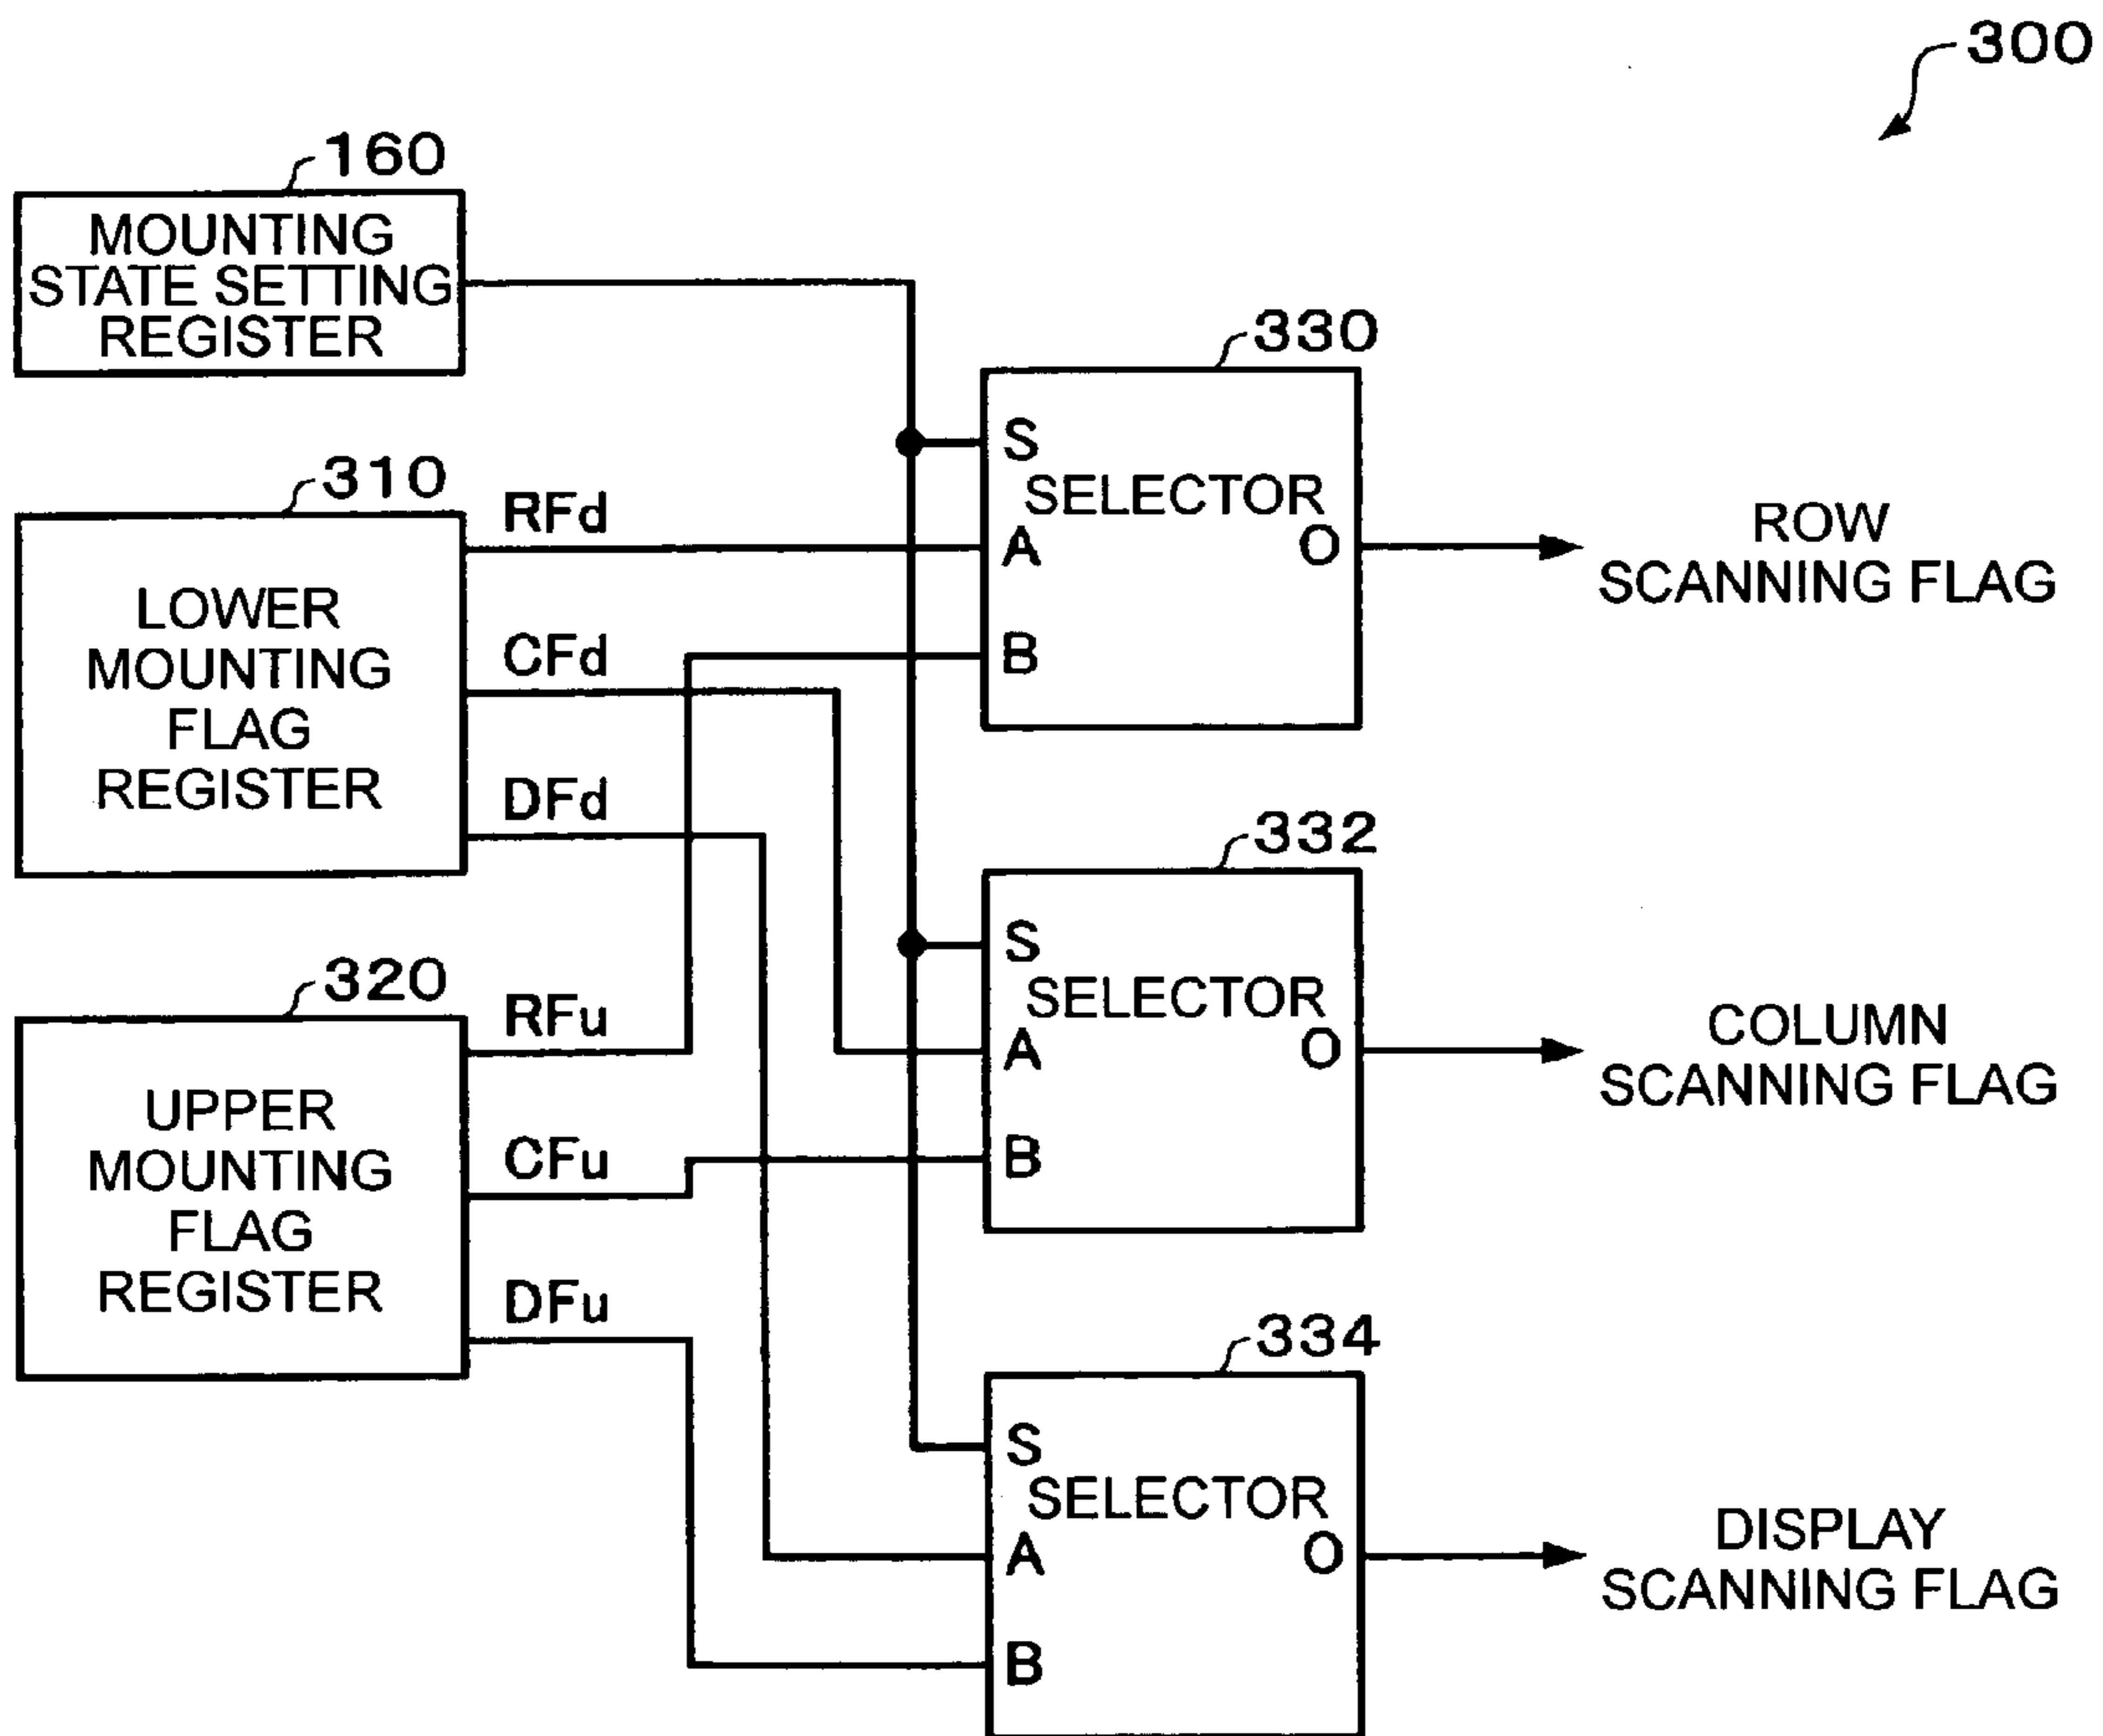 300
160
MOUNTING
STATE SETTING
REGISTER
310
LOWER
MOUNTING
FLAG
REGISTER
RFd
CFd
DFd
320
UPPER
MOUNTING
FLAG
REGISTER
RFu
CFu
DFu
330
S
SELECTOR
A
O
B
ROW
SCANNING FLAG
332
S
SELECTOR
A
O
B
COLUMN
SCANNING FLAG
334
S
SELECTOR
A
O
B
DISPLAY
SCANNING FLAG